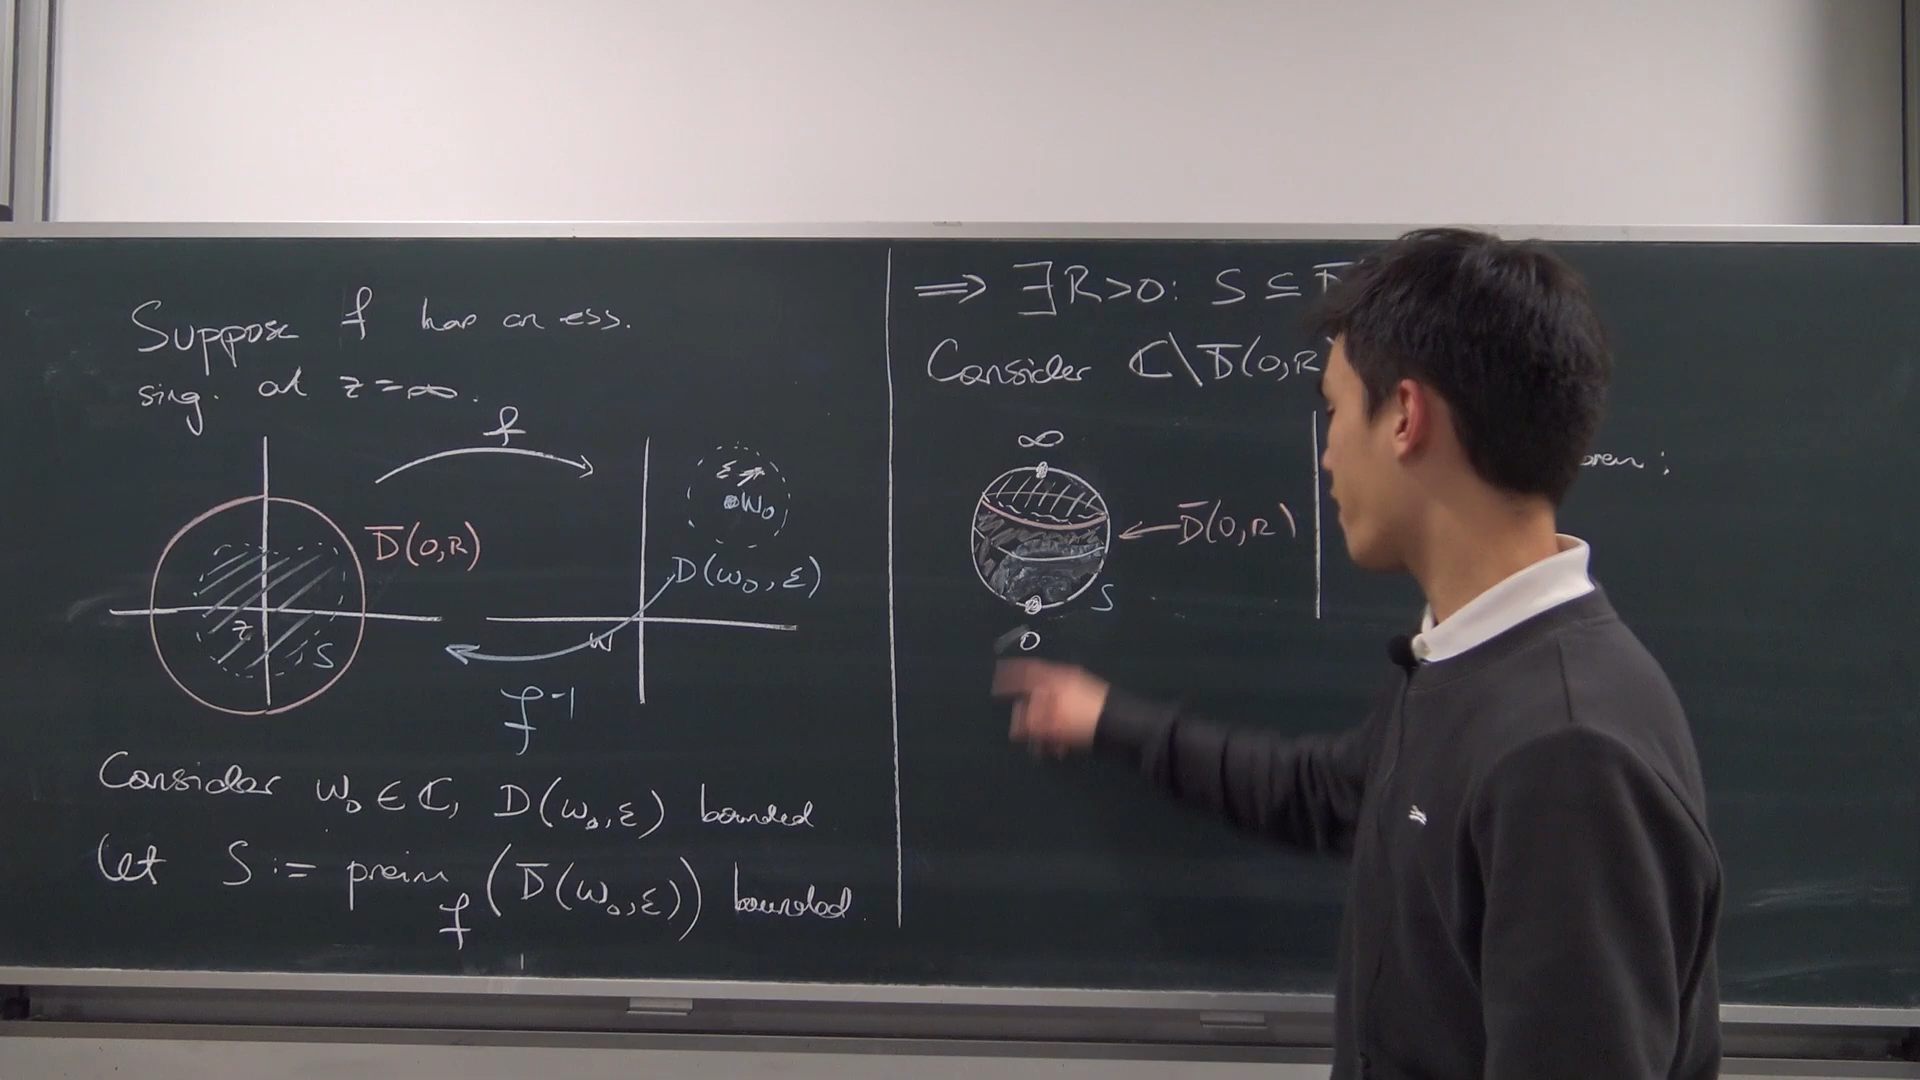 Suppose f has an ess.
sing. at z=∞.
f
D̅(0,R)
z
S
ε
w₀
D(w₀,ε)
w
f⁻¹
Consider w₀ ∈ ℂ, D(w₀,ε) bounded
Let S := preim_f (D̅(w₀,ε)) bounded.
⟹ ∃R>0: S ⊆
Consider ℂ\D̅(0,R
∞
D̅(0,R)
S
0